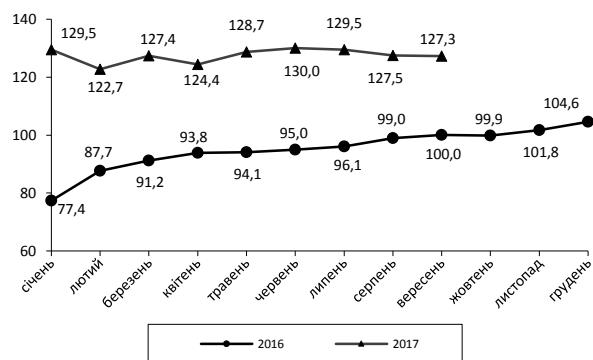 140
129,5
127,4
128,7
129,5
127,3
120
122,7
124,4
130,0
127,5
104,6
99,0
99,9
95,0
93,8
100
87,7
100,0
101,8
96,1
94,1
91,2
80
77,4
60
січень
лютий
березень
квітень
травень
червень
липень
серпень
вересень
жовтень
листопад
грудень
2016 2017